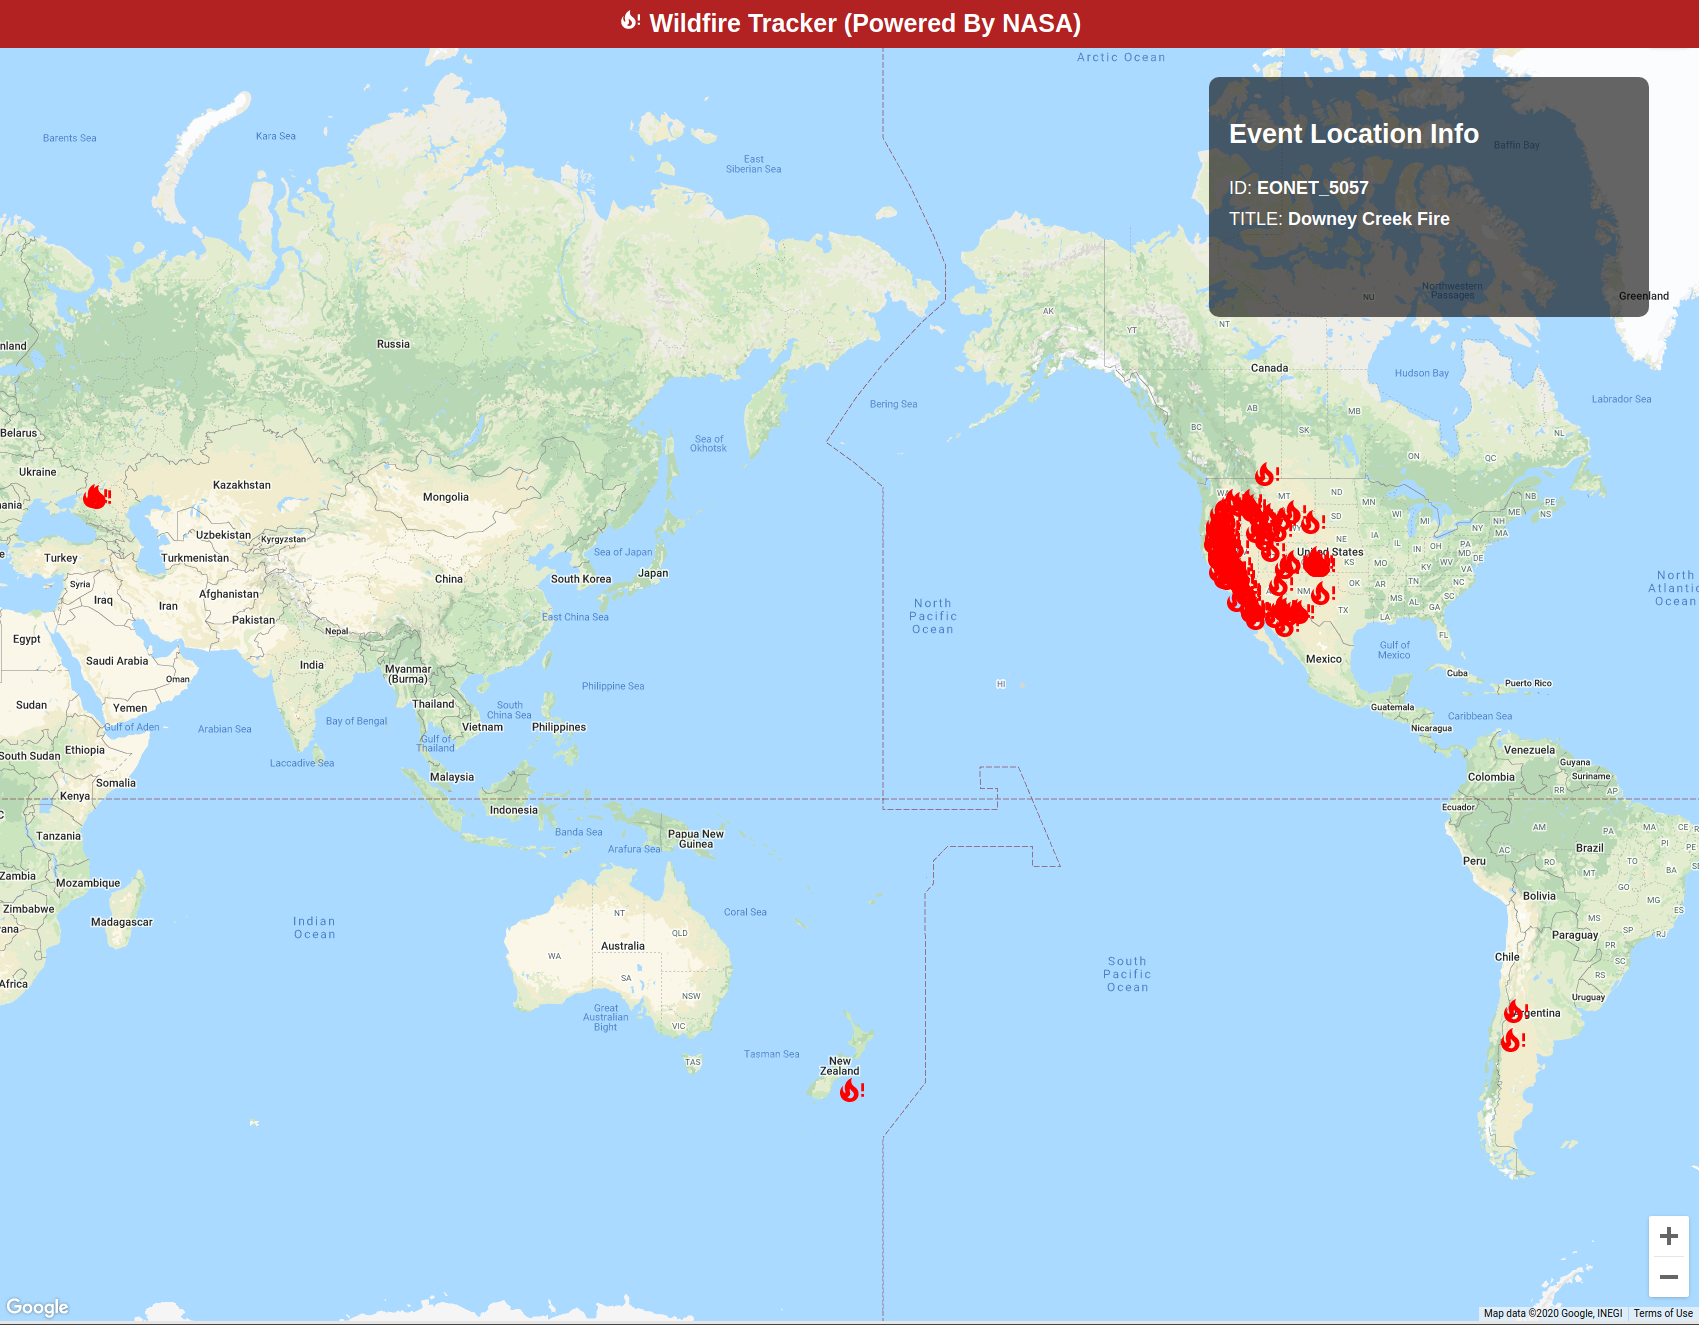 Wildfire Tracker (Powered By NASA)
Arctic Ocean
Event Location Info
ID: EONET_5057
TITLE: Downey Creek Fire
Baffin Bay
Northwestern
Passages
NU
Greenland
Barents Sea
Kara Sea
East
Siberian Sea
AK
YT
NT
nland
Russia
Canada
Hudson Bay
Labrador Sea
Bering Sea
AB
MB
BC
SK
NL
ON
QC
Belarus
Sea of
Okhotsk
Ukraine
Kazakhstan
Mongolia
ania
WA
MT
ND
MN
NB
PE
ME
NS
SD
WI
MI
NY
NH
MA
Uzbekistan
Kyrgyzstan
NE
IA
IL
IN
OH
PA
MD
DE
Turkey
Turkmenistan
Sea of Japan
United States
KS
MO
KY
WV
VA
Syria
China
South Korea
Japan
OK
AR
TN
NC
North
Atlantic
Ocean
Iraq
Iran
Afghanistan
NM
MS
AL
SC
GA
TX
LA
North
Pacific
Ocean
East China Sea
Pakistan
Nepal
Egypt
FL
Gulf of
Mexico
Saudi Arabia
India
Myanmar
(Burma)
Mexico
Oman
Cuba
Puerto Rico
HI
Philippine Sea
Sudan
Yemen
Thailand
South
China Sea
Guatemala
Caribbean Sea
Gulf of Aden
Arabian Sea
Bay of Bengal
Vietnam
Philippines
Nicaragua
South Sudan
Ethiopia
Gulf of
Thailand
Laccadive Sea
Venezuela
Guyana
Suriname
Somalia
Malaysia
Colombia
RR
AP
Kenya
Indonesia
Ecuador
Tanzania
Banda Sea
Papua New
Guinea
Arafura Sea
AM
PA
MA
CE
PI
PE
Brazil
AC
RO
TO
Peru
MT
BA
Zambia
Mozambique
GO
Bolivia
MG
Zimbabwe
Madagascar
Indian
Ocean
NT
Coral Sea
MS
ES
QLD
SP
RJ
Paraguay
PR
Australia
WA
SA
NSW
VIC
South
Pacific
Ocean
Chile
SC
RS
Uruguay
Africa
Great
Australian
Bight
Argentina
TAS
Tasman Sea
New
Zealand
Google
Map data ©2020 Google, INEGI
Terms of Use